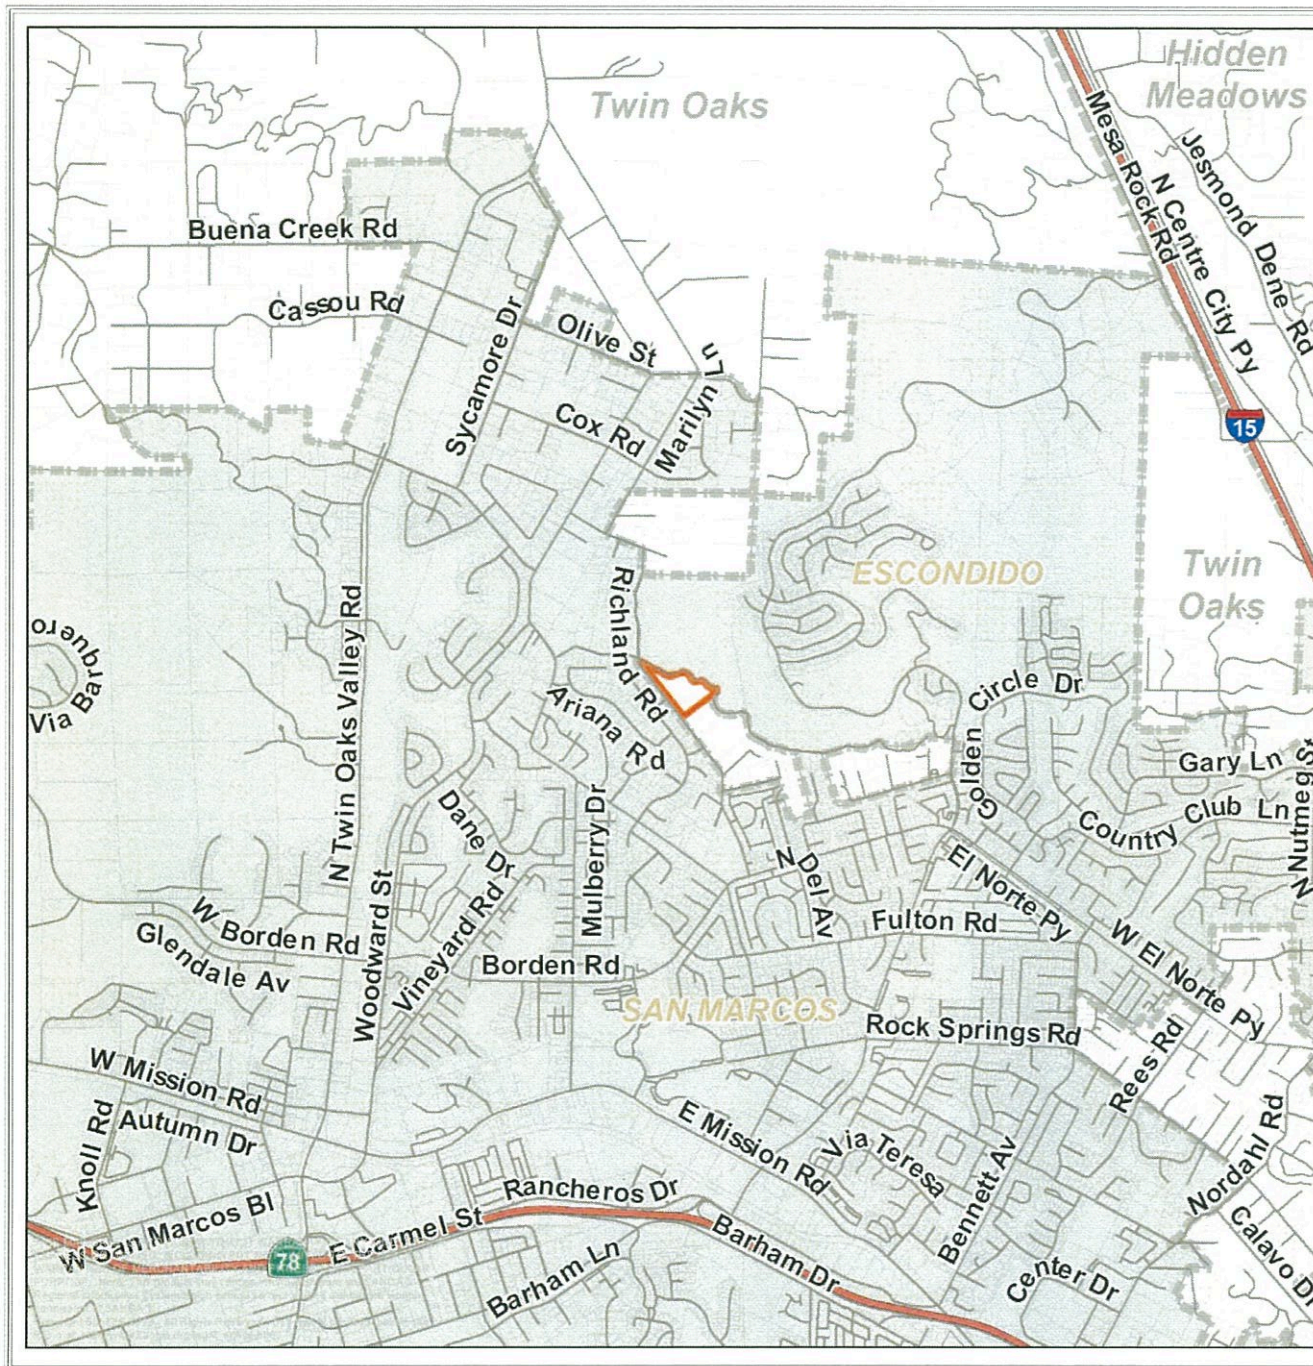 Hidden
Meadows
Twin Oaks
Mesa Rock Rd
N Centre City Py
Jesmond Dene Rd
Buena Creek Rd
Cassou Rd
Sycamore Dr
Olive St
Marilyn Ln
Cox Rd
15
ESCONDIDO
Twin
Oaks
Richland Rd
N Twin Oaks Valley Rd
Via Barquero
Ariana Rd
Golden Circle Dr
Gary Ln
Country Club Ln
N Nutmeg St
Dane Dr
Mulberry Dr
N Del Av
El Norte Py
Woodward St
Vineyard Rd
W Borden Rd
Glendale Av
Borden Rd
Fulton Rd
W El Norte Py
SAN MARCOS
Rock Springs Rd
Rees Rd
W Mission Rd
Autumn Dr
Knoll Rd
E Mission Rd
Via Teresa
Bennett Av
Nordahl Rd
W San Marcos Bl
78
E Carmel St
Rancheros Dr
Barham Dr
Barham Ln
Center Dr
Calavo Dr